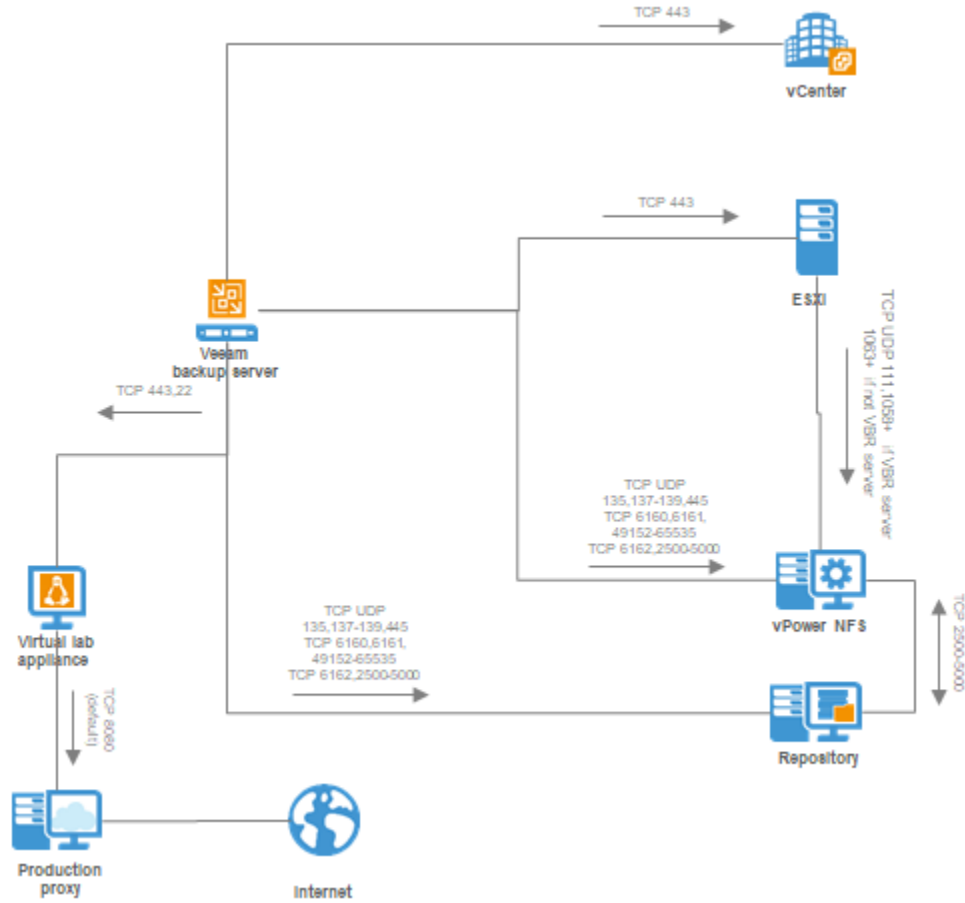 TCP 443
vCenter
TCP 443
ESXi
TCP UDP 111,1058+ if VBR server
1063+ if not VBR server
Veeam
backup server
TCP 443,22
TCP UDP
135,137-139,445
TCP 6160,6161,
49152-65535
TCP 6162,2500-5000
vPower NFS
TCP 2500-5000
Virtual lab
appliance
TCP UDP
135,137-139,445
TCP 6160,6161,
49152-65535
TCP 6162,2500-5000
Repository
TCP 8080
(default)
Production
proxy
Internet